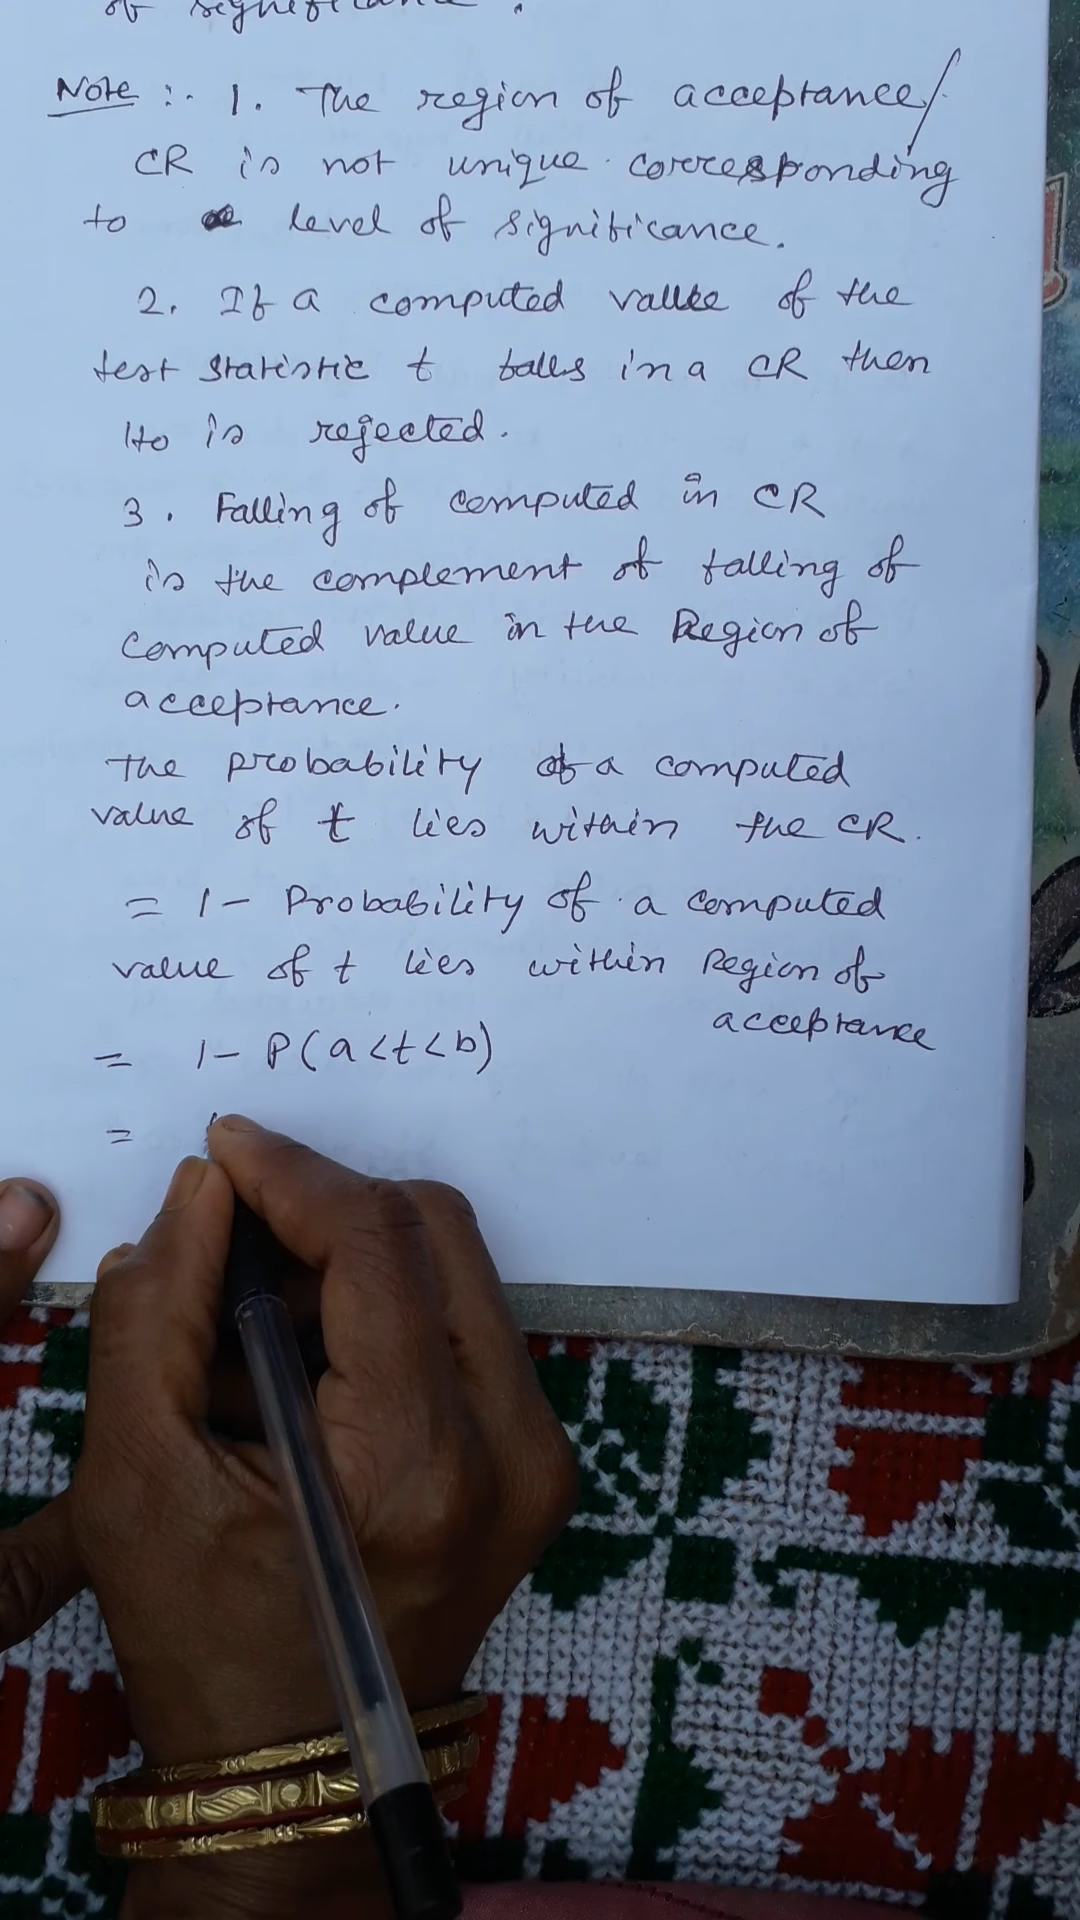 of significance.
Note :- 1. The region of acceptance/
CR is not unique corresponding
to level of significance.
2. If a computed value of the
test statistic t falls in a CR then
Ho is rejected.
3. Falling of computed in CR
is the complement of falling of
computed value in the Region of
acceptance.
The probability of a computed
value of t lies within the CR.
= 1 - Probability of a computed
value of t lies within Region of
acceptance
= 1 - P(a<t<b)
=